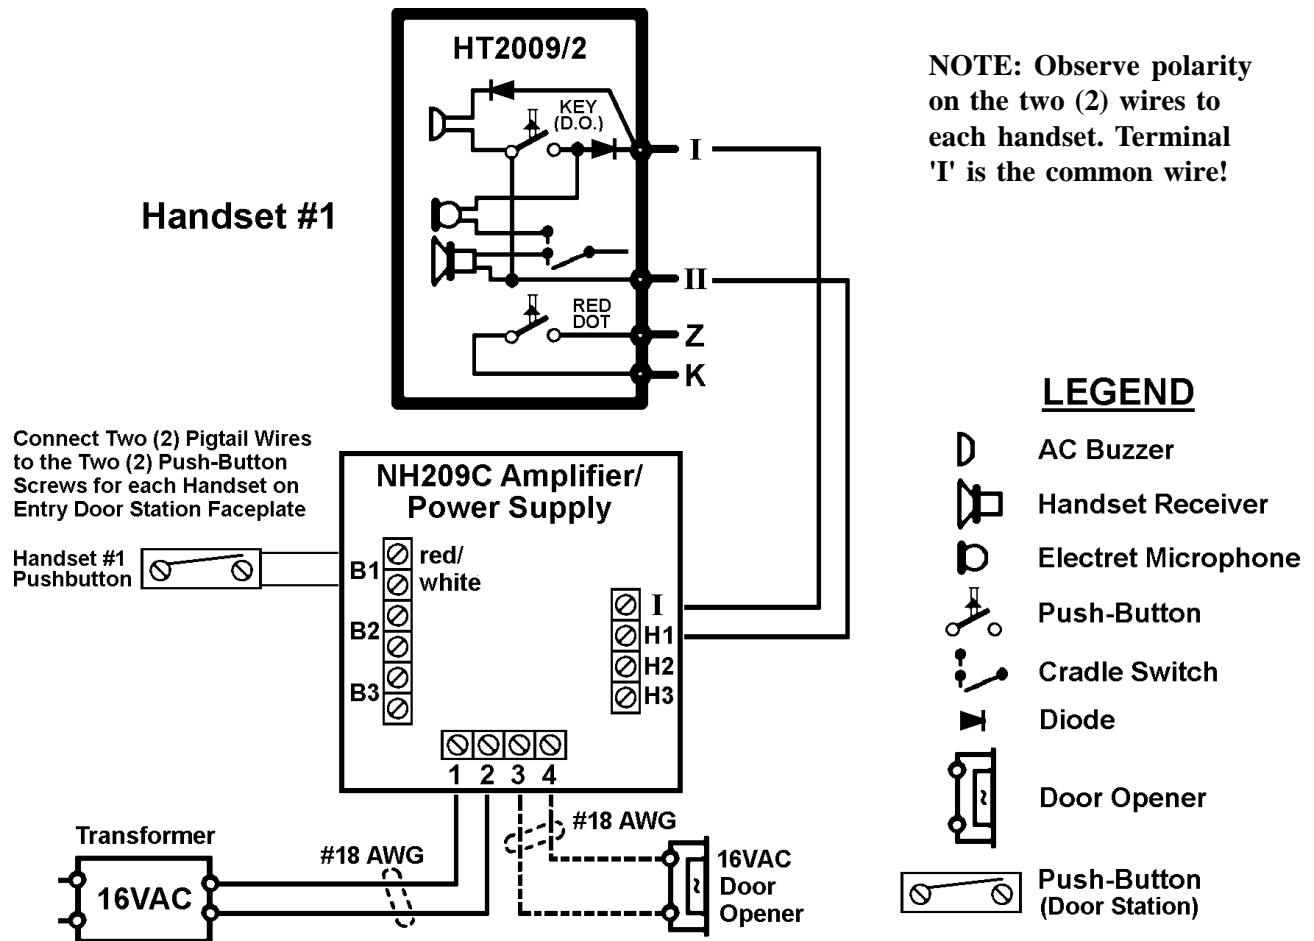 HT2009/2
KEY
(D.O.)
I
Handset #1
II
RED
DOT
Z
K
NOTE: Observe polarity
on the two (2) wires to
each handset. Terminal
'I' is the common wire!
Connect Two (2) Pigtail Wires
to the Two (2) Push-Button
Screws for each Handset on
Entry Door Station Faceplate
Handset #1
Pushbutton
NH209C Amplifier/
Power Supply
B1
red/
white
B2
B3
I
H1
H2
H3
1 2 3 4
Transformer
16VAC
#18 AWG
#18 AWG
~
16VAC
Door
Opener
LEGEND
AC Buzzer
Handset Receiver
Electret Microphone
Push-Button
Cradle Switch
Diode
~
Door Opener
Push-Button
(Door Station)